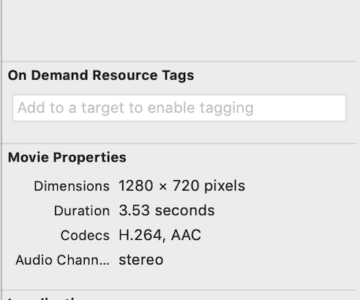 On Demand Resource Tags
Add to a target to enable tagging
Movie Properties
Dimensions 1280 × 720 pixels
Duration 3.53 seconds
Codecs H.264, AAC
Audio Chann... stereo